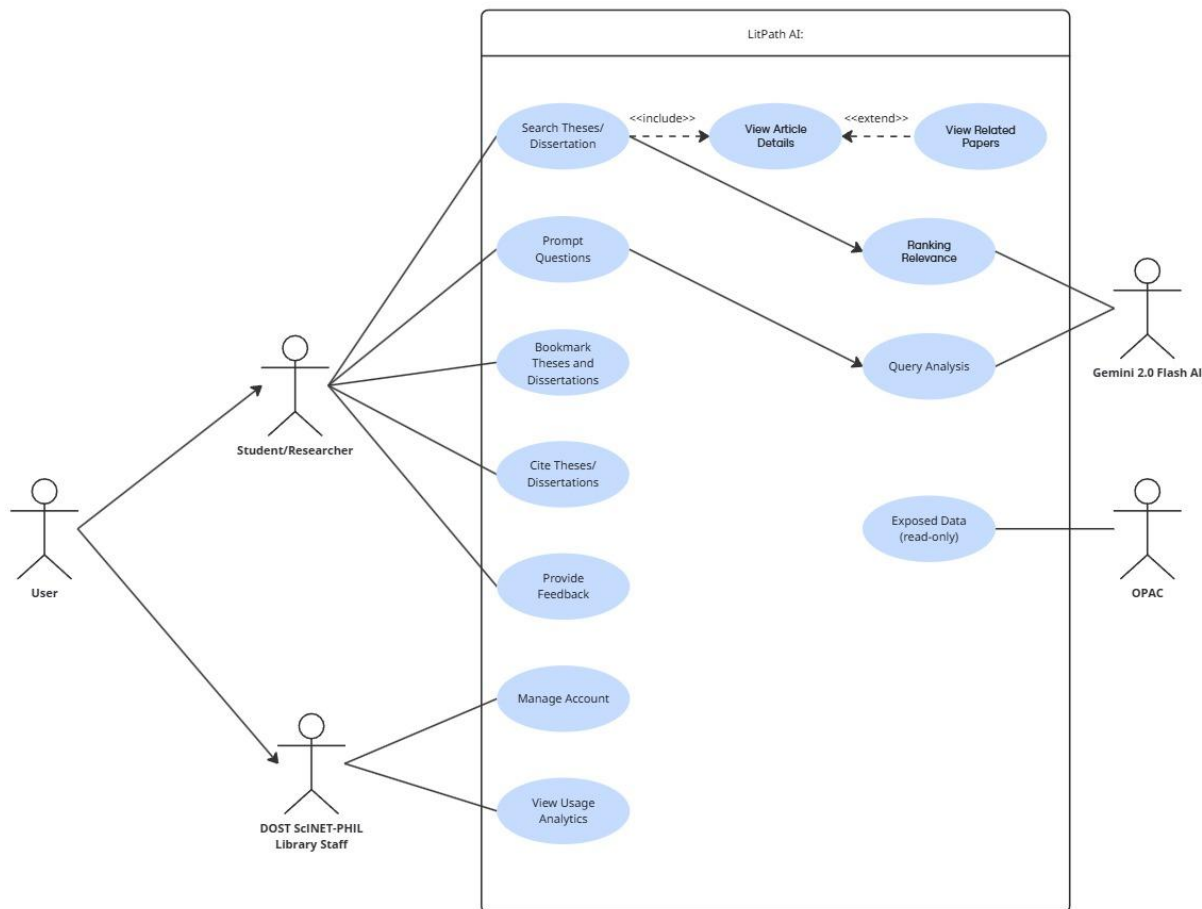 LitPath AI:
Search Theses/
Dissertation
<<include>>
View Article
Details
<<extend>>
View Related
Papers
Prompt
Questions
Ranking
Relevance
Bookmark
Theses and
Dissertations
Query Analysis
Gemini 2.0 Flash AI
Student/Researcher
Cite Theses/
Dissertations
Exposed Data
(read-only)
User
OPAC
Provide
Feedback
Manage Account
View Usage
Analytics
DOST ScINET-PHIL
Library Staff